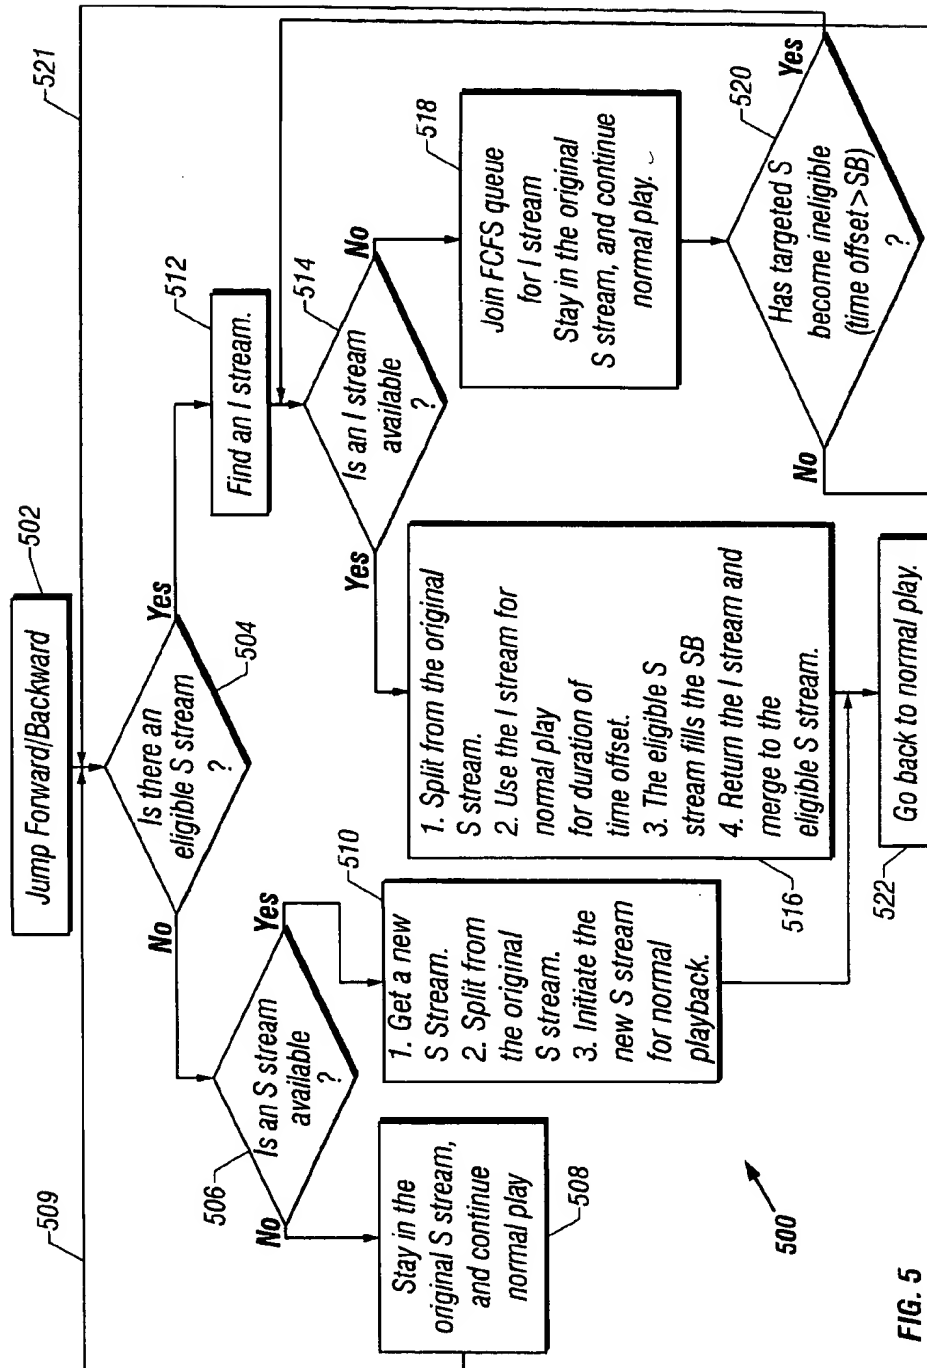 Jump Forward/Backward
502
509
521
Is there an
eligible S stream
?
504
No
Yes
Is an S stream
available
?
506
No
Yes
Stay in the
original S stream,
and continue
normal play
508
1. Get a new
S Stream.
2. Split from
the original
S stream.
3. Initiate the
new S stream
for normal
playback.
510
Find an I stream.
512
Is an I stream
available
?
514
Yes
No
1. Split from the original
S stream.
2. Use the I stream for
normal play
for duration of
time offset.
3. The eligible S
stream fills the SB
4. Return the I stream and
merge to the
eligible S stream.
516
Join FCFS queue
for I stream
Stay in the original
S stream, and continue
normal play.
518
Has targeted S
become ineligible
(time offset>SB)
?
520
No
Yes
Go back to normal play.
522
500
FIG. 5